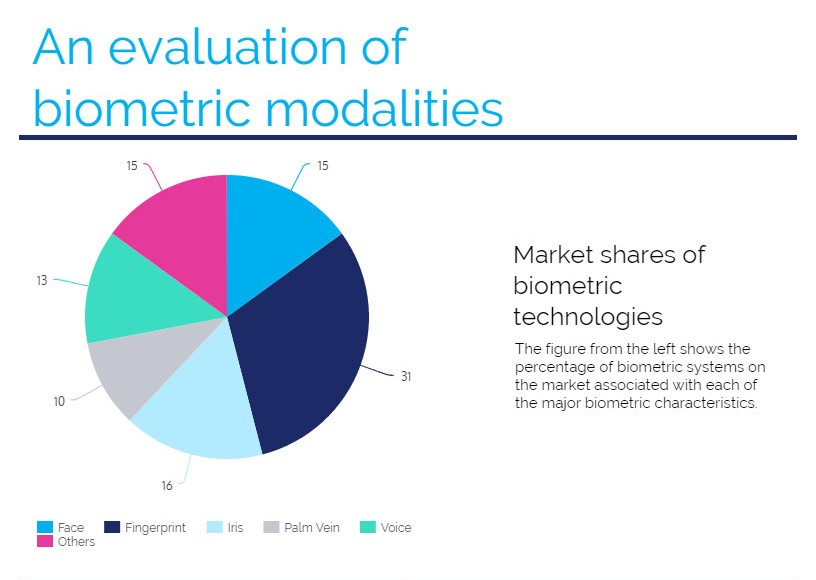 An evaluation of
biometric modalities
15
15
13
31
10
16
Market shares of
biometric
technologies
The figure from the left shows the
percentage of biometric systems on
the market associated with each of
the major biometric characteristics.
Face Fingerprint Iris Palm Vein Voice
Others